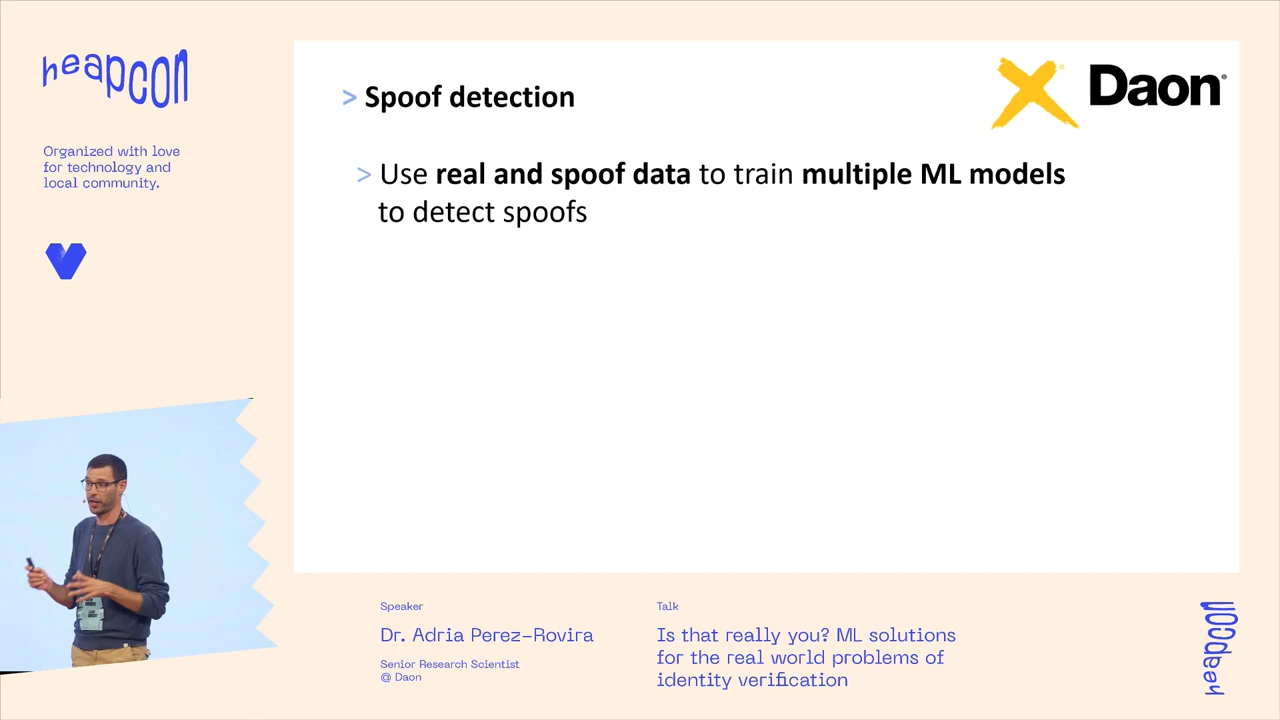 heapcon
Organized with love
for technology and
local community.
> Spoof detection
Daon®
> Use real and spoof data to train multiple ML models
to detect spoofs
Speaker
Dr. Adria Perez-Rovira
Senior Research Scientist
@ Daon
Talk
Is that really you? ML solutions
for the real world problems of
identity verification
heapcon